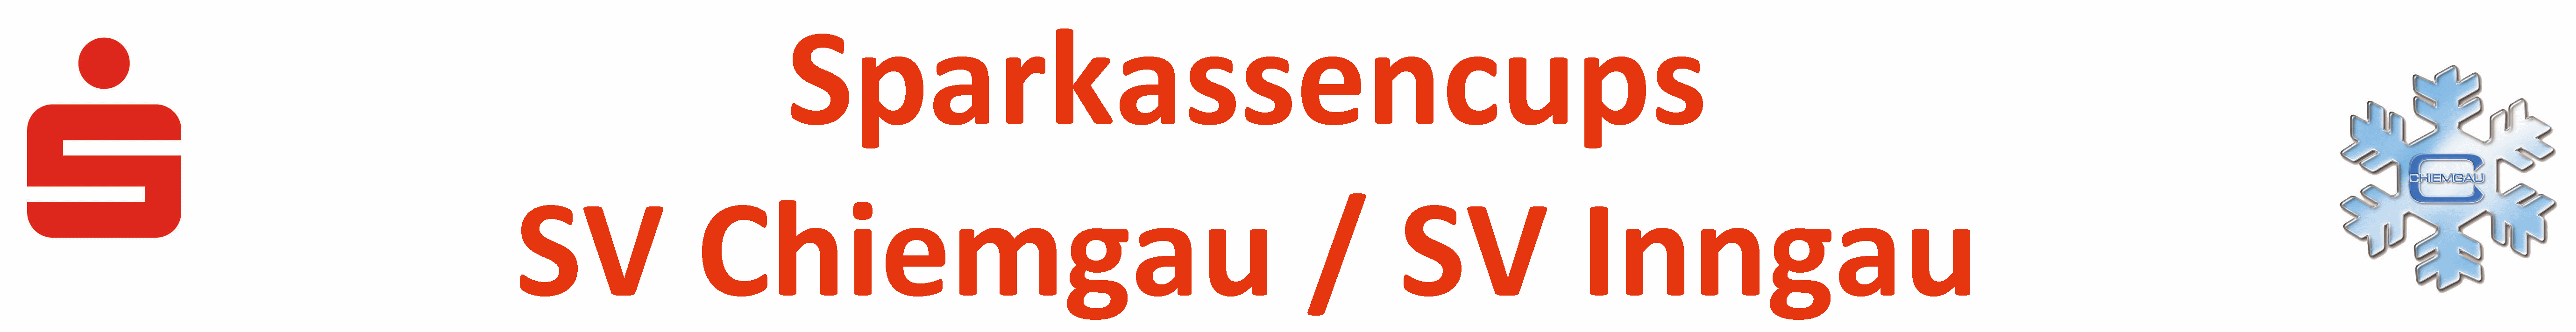 Sparkassencups
SV Chiemgau / SV Inngau
CHIEMGAU